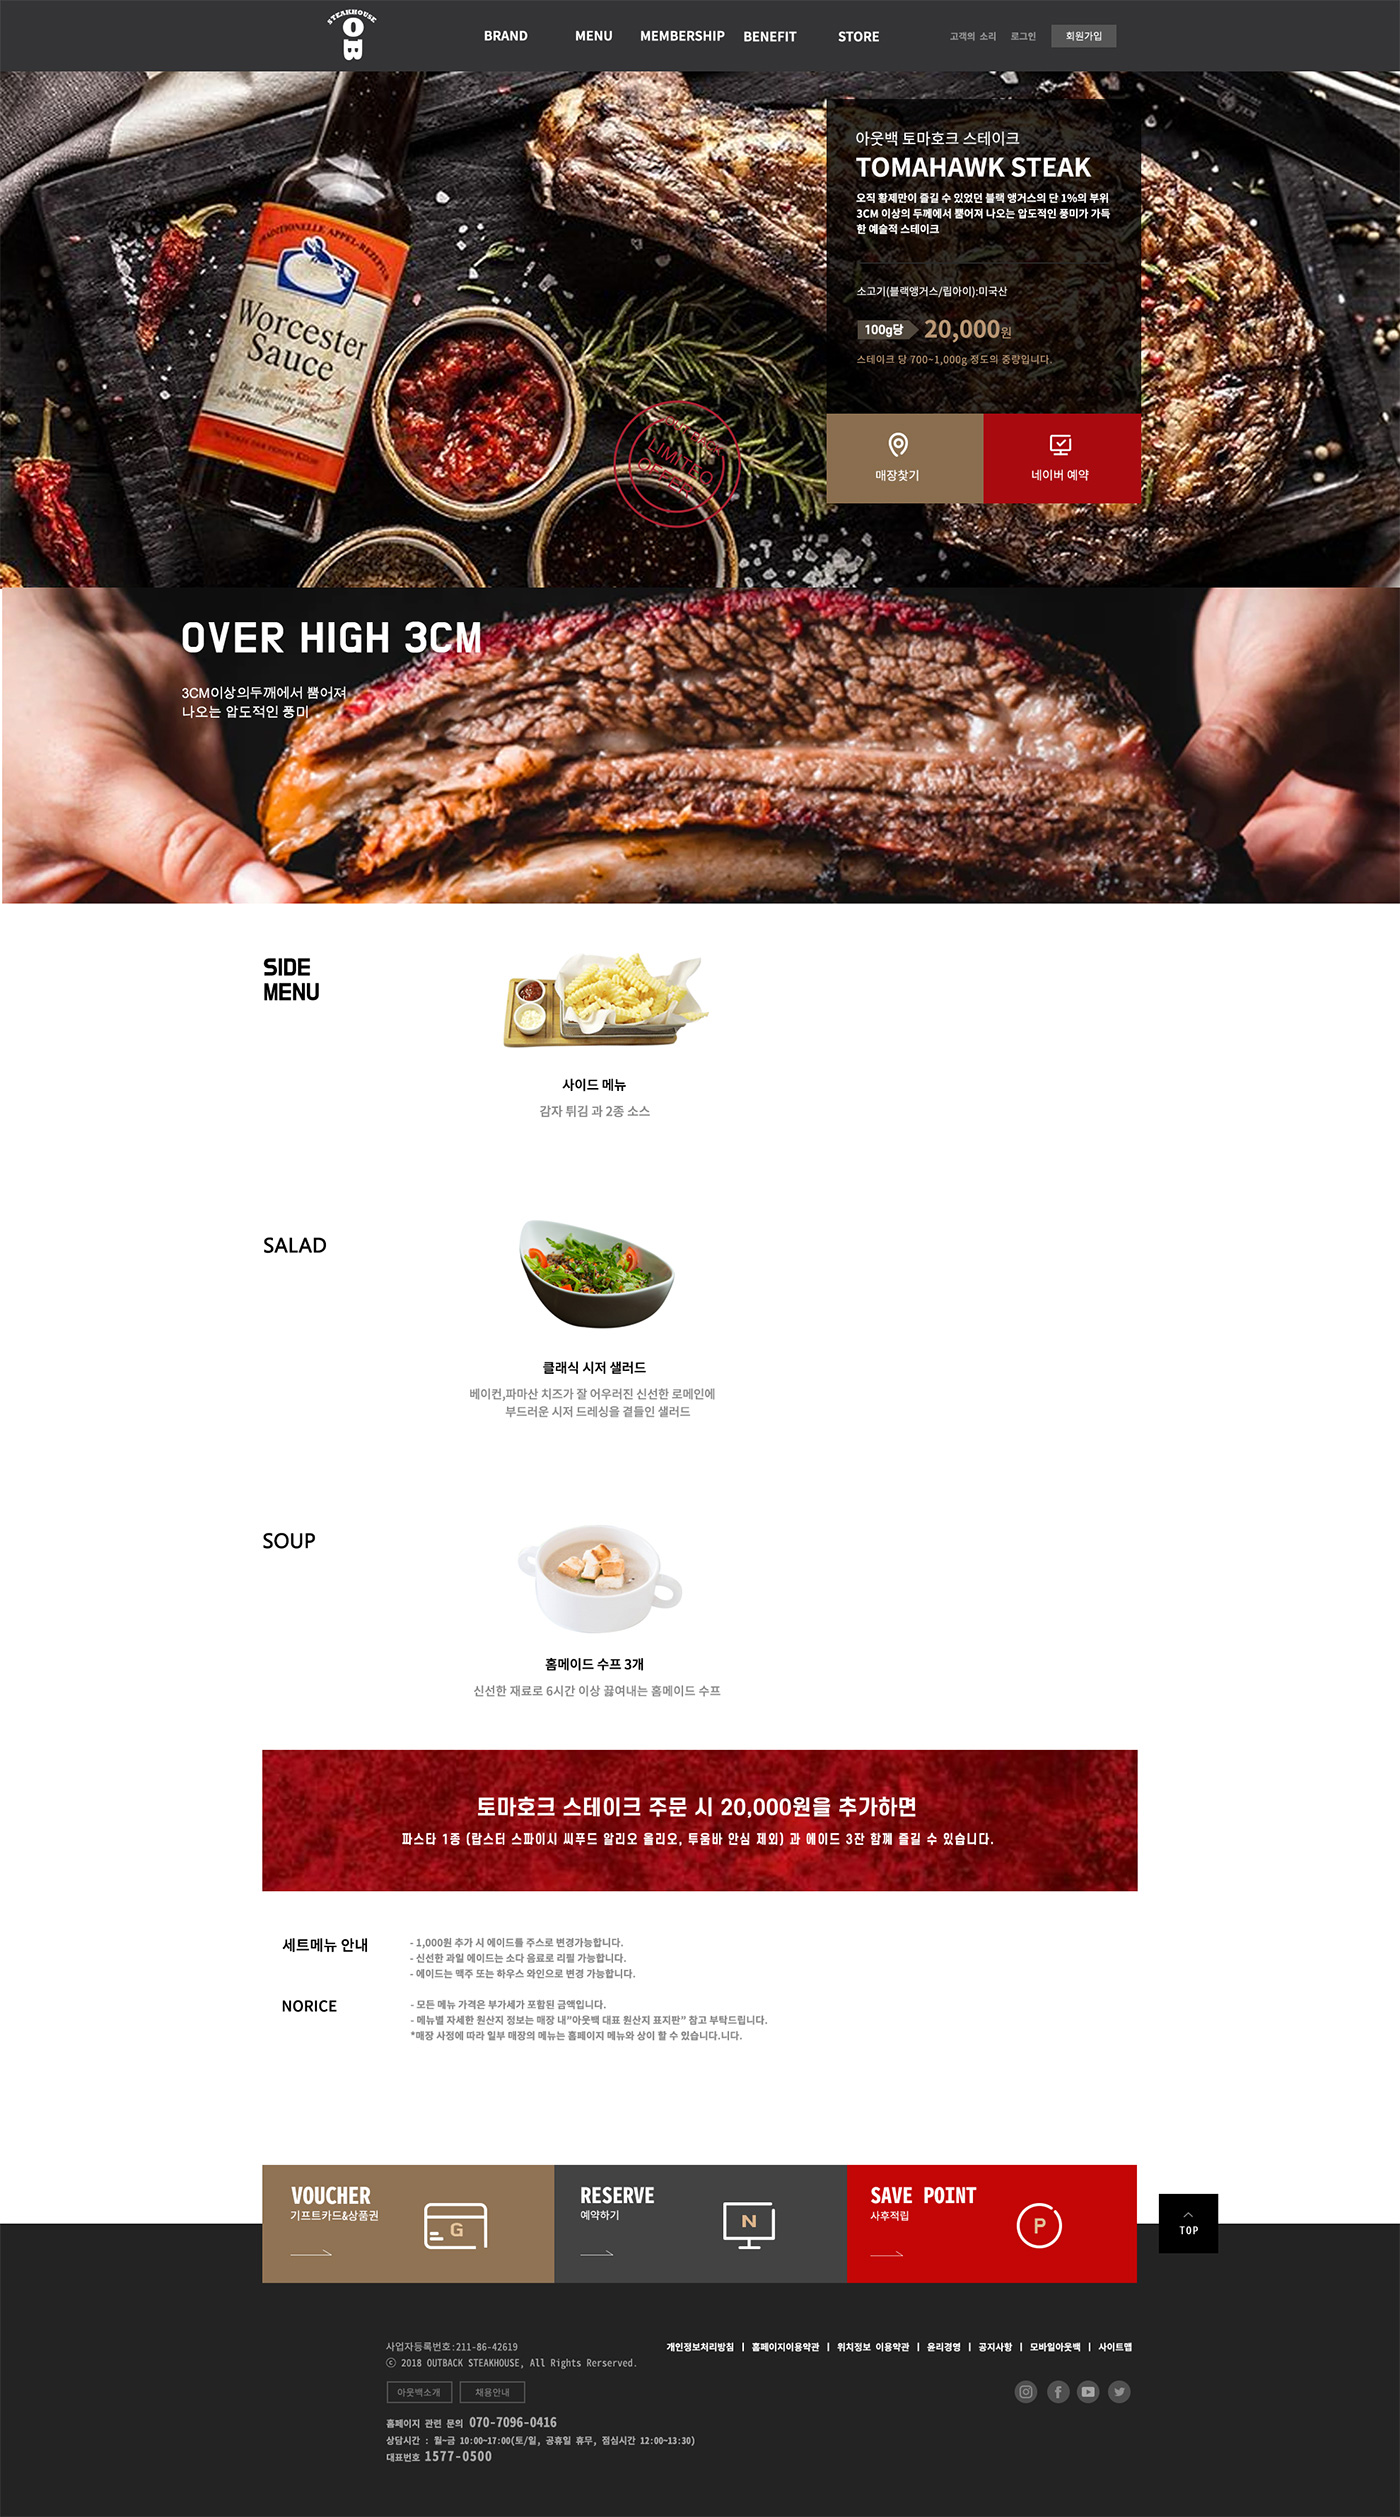 STEAKHOUSE
OB
BRAND
MENU
MEMBERSHIP
BENEFIT
STORE
고객의 소리
로그인
회원가입
아웃백 토마호크 스테이크
TOMAHAWK STEAK
오직 황제만이 즐길 수 있었던 블랙 앵거스의 단 1%의 부위
3CM 이상의 두께에서 뿜어져 나오는 압도적인 풍미가 가득
한 예술적 스테이크
소고기(블랙앵거스/립아이):미국산
100g당 20,000원
스테이크 당 700~1,000g 정도의 중량입니다.
매장찾기
네이버 예약
TRADITIONELLE APPEL-REZEPTUR
Worcester
Sauce
Die raffinierte Würze
für alle Fleisch- und Fischgerichte
LIMITED
OFFER
OVER HIGH 3CM
3CM이상의두깨에서 뿜어져
나오는 압도적인 풍미
SIDE
MENU
사이드 메뉴
감자 튀김 과 2종 소스
SALAD
클래식 시저 샐러드
베이컨,파마산 치즈가 잘 어우러진 신선한 로메인에
부드러운 시저 드레싱을 곁들인 샐러드
SOUP
홈메이드 수프 3개
신선한 재료로 6시간 이상 끓여내는 홈메이드 수프
토마호크 스테이크 주문 시 20,000원을 추가하면
파스타 1종 (랍스터 스파이시 씨푸드 알리오 올리오, 투움바 안심 제외) 과 에이드 3잔 함께 즐길 수 있습니다.
세트메뉴 안내
- 1,000원 추가 시 에이드를 주스로 변경가능합니다.
- 신선한 과일 에이드는 소다 음료로 리필 가능합니다.
- 에이드는 맥주 또는 하우스 와인으로 변경 가능합니다.
NORICE
- 모든 메뉴 가격은 부가세가 포함된 금액입니다.
- 메뉴별 자세한 원산지 정보는 매장 내"아웃백 대표 원산지 표지판" 참고 부탁드립니다.
*매장 사정에 따라 일부 매장의 메뉴는 홈페이지 메뉴와 상이 할 수 있습니다.니다.
VOUCHER
기프트카드&상품권
G
RESERVE
예약하기
N
SAVE POINT
사후적립
P
TOP
사업자등록번호:211-86-42619
ⓒ 2018 OUTBACK STEAKHOUSE, All Rights Rerserved.
개인정보처리방침 | 홈페이지이용약관 | 위치정보 이용약관 | 윤리경영 | 공지사항 | 모바일아웃백 | 사이트맵
아웃백소개
채용안내
홈페이지 관련 문의 070-7096-0416
상담시간 : 월~금 10:00~17:00(토/일, 공휴일 휴무, 점심시간 12:00~13:30)
대표번호 1577-0500